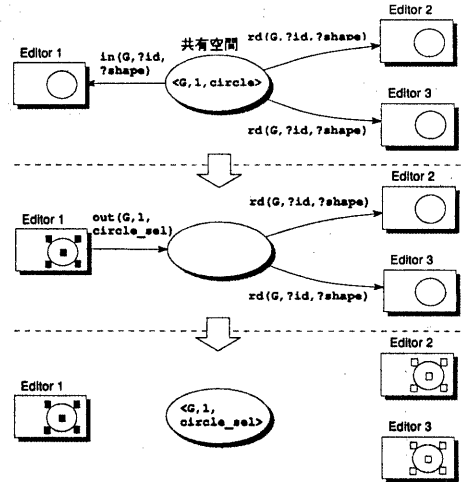 Editor 1
in(G,?id,
?shape)
共有空間
<G,1,circle>
rd(G,?id,?shape)
Editor 2
Editor 3
rd(G,?id,?shape)
Editor 1
out(G,1,
circle_sel)
rd(G,?id,?shape)
Editor 2
Editor 3
rd(G,?id,?shape)
Editor 1
<G,1,
circle_sel>
Editor 2
Editor 3